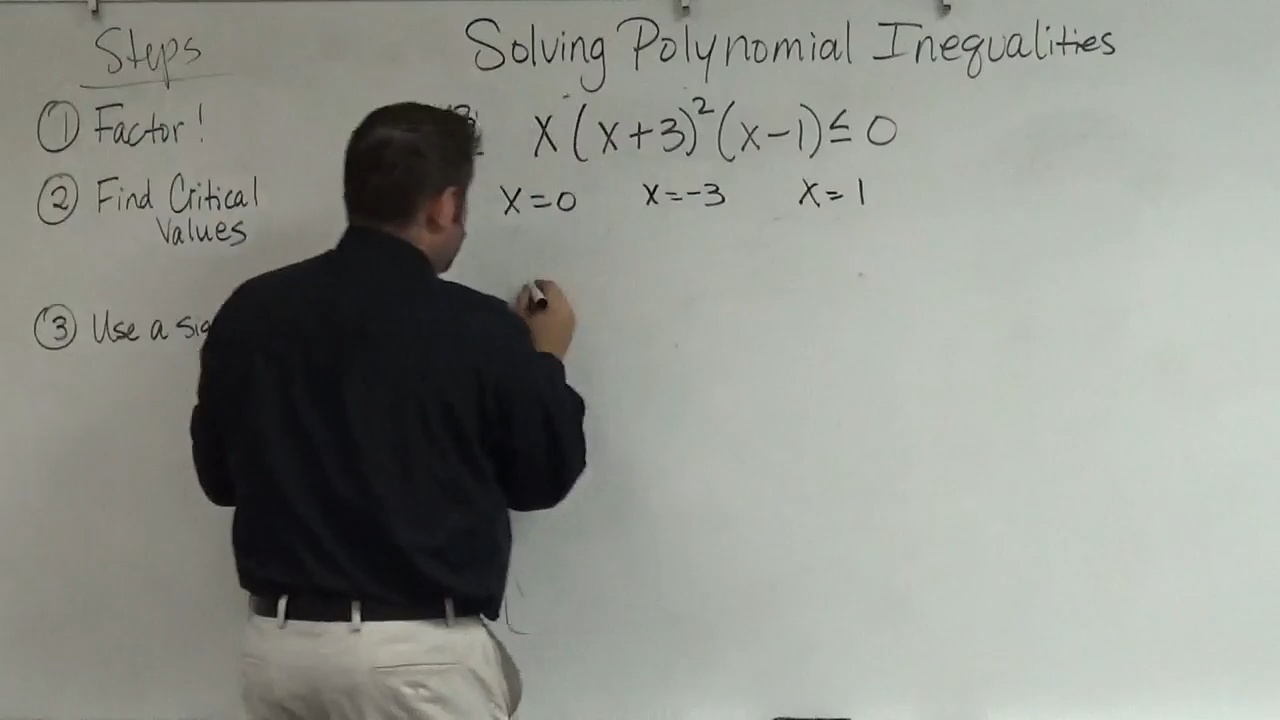 Steps
① Factor!
② Find Critical
Values
③ Use a
Solving Polynomial Inequalities
x(x+3)²(x-1) ≤ 0
x=0 x=-3 x=1